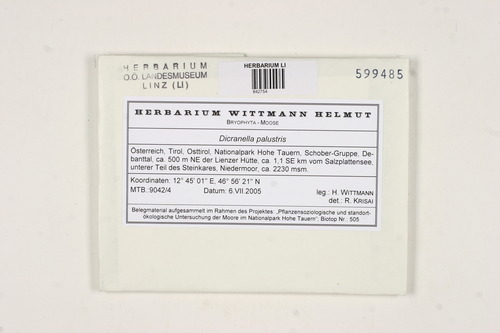 HERBARIUM
O.Ö. LANDESMUSEUM
LINZ (LI)
HERBARIUM LI
599485
HERBARIUM WITTMANN HELMUT
BRYOPHYTA - MOOSE
Dicranella palustris
Österreich, Tirol, Osttirol, Nationalpark Hohe Tauern, Schober-Gruppe, De-
banttal, ca. 500 m NE der Lienzer Hütte, ca. 1,1 SE km vom Salzplattensee,
unterer Teil des Steinkares, Niedermoor, ca. 2230 msm.
Koordinaten: 12° 45' 01'' E, 46° 56' 21'' N
MTB.:9042/4 Datum: 6.VII 2005
leg.: H. WITTMANN
det.: R. KRISAI
Belegmaterial aufgesammelt im Rahmen des Projektes: „Pflanzensoziologische und standort-
ökologische Untersuchung der Moore im Nationalpark Hohe Tauern“: Biotop Nr.: 505